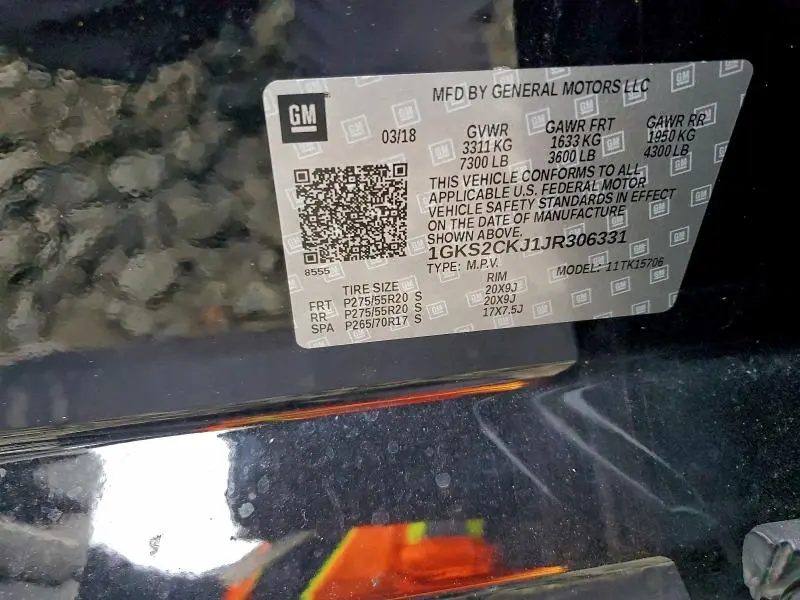 MFD BY GENERAL MOTORS LLC
GM
03/18
GVWR GAWR FRT GAWR RR
3311 KG 1633 KG 1950 KG
7300 LB 3600 LB 4300 LB
THIS VEHICLE CONFORMS TO ALL
APPLICABLE U.S. FEDERAL MOTOR
VEHICLE SAFETY STANDARDS IN EFFECT
ON THE DATE OF MANUFACTURE
SHOWN ABOVE.
1GKS2CKJ1JR306331
TYPE: M.P.V. MODEL: 11TK15706
8555
TIRE SIZE RIM
FRT P275/55R20 S 20X9J
RR P275/55R20 S 20X9J
SPA P265/70R17 S 17X7.5J